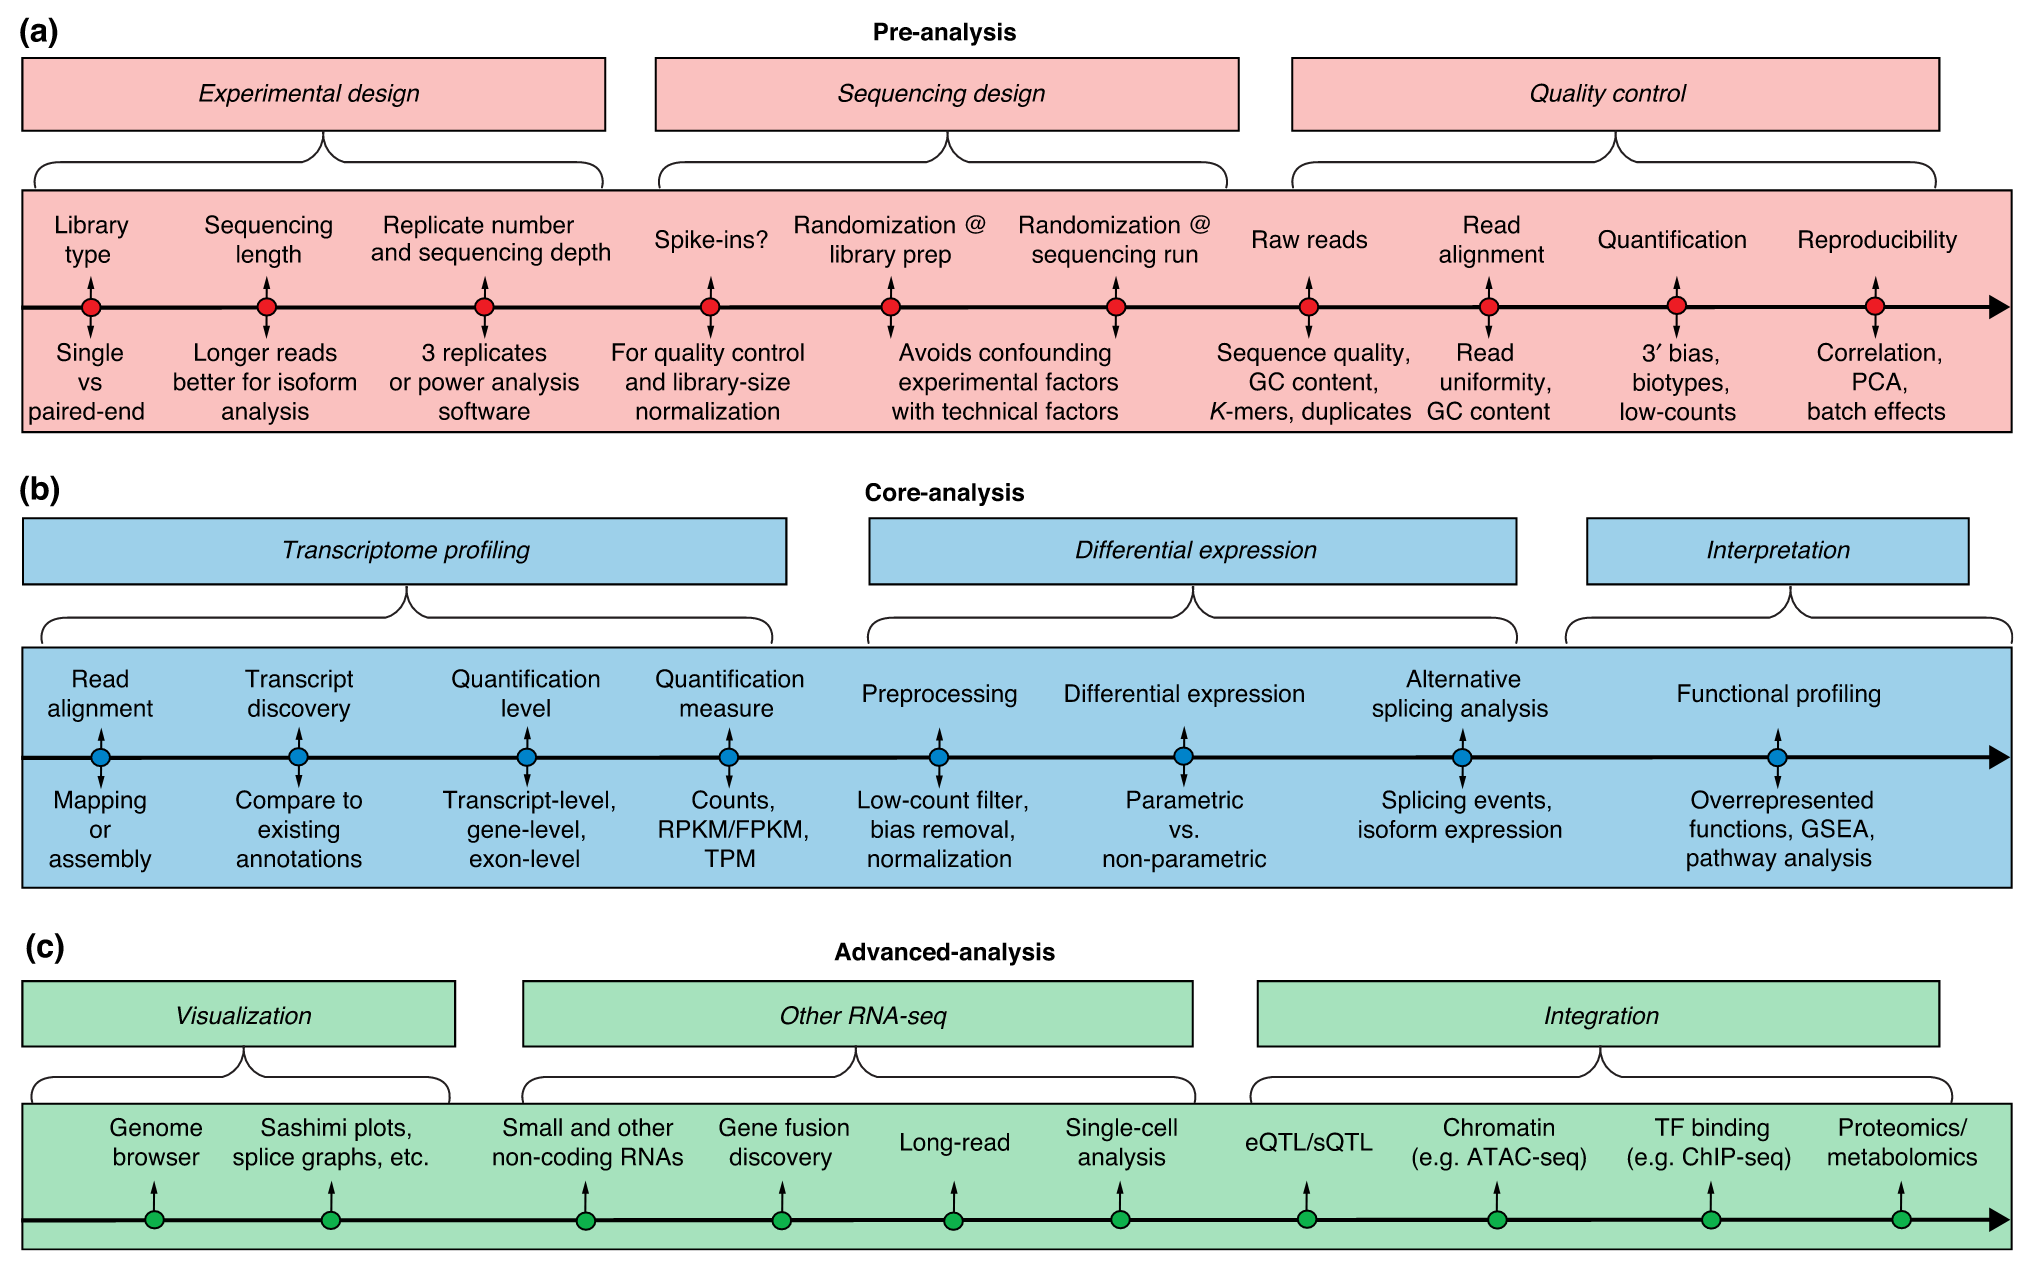 (a)
Pre-analysis
Experimental design
Sequencing design
Quality control
Library
type
Sequencing
length
Replicate number
and sequencing depth
Spike-ins?
Randomization @
library prep
Randomization @
sequencing run
Raw reads
Read
alignment
Quantification
Reproducibility
Single
vs
paired-end
Longer reads
better for isoform
analysis
3 replicates
or power analysis
software
For quality control
and library-size
normalization
Avoids confounding
experimental factors
with technical factors
Sequence quality,
GC content,
K-mers, duplicates
Read
uniformity,
GC content
3′ bias,
biotypes,
low-counts
Correlation,
PCA,
batch effects
(b)
Core-analysis
Transcriptome profiling
Differential expression
Interpretation
Read
alignment
Transcript
discovery
Quantification
level
Quantification
measure
Preprocessing
Differential expression
Alternative
splicing analysis
Functional profiling
Mapping
or
assembly
Compare to
existing
annotations
Transcript-level,
gene-level,
exon-level
Counts,
RPKM/FPKM,
TPM
Low-count filter,
bias removal,
normalization
Parametric
vs.
non-parametric
Splicing events,
isoform expression
Overrepresented
functions, GSEA,
pathway analysis
(c)
Advanced-analysis
Visualization
Other RNA-seq
Integration
Genome
browser
Sashimi plots,
splice graphs, etc.
Small and other
non-coding RNAs
Gene fusion
discovery
Long-read
Single-cell
analysis
eQTL/sQTL
Chromatin
(e.g. ATAC-seq)
TF binding
(e.g. ChIP-seq)
Proteomics/
metabolomics